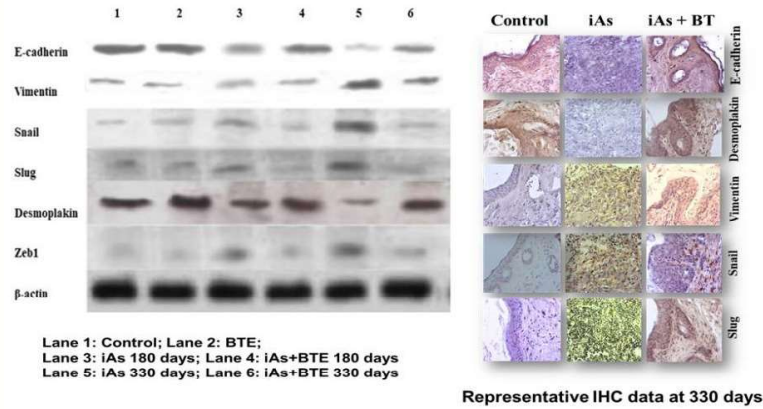 1 2 3 4 5 6
E-cadherin
Vimentin
Snail
Slug
Desmoplakin
Zeb1
β-actin
Lane 1: Control; Lane 2: BTE;
Lane 3: iAs 180 days; Lane 4: iAs+BTE 180 days
Lane 5: iAs 330 days; Lane 6: iAs+BTE 330 days
Control iAs iAs + BT
E-cadherin
Desmoplakin
Vimentin
Snail
Slug
Representative IHC data at 330 days